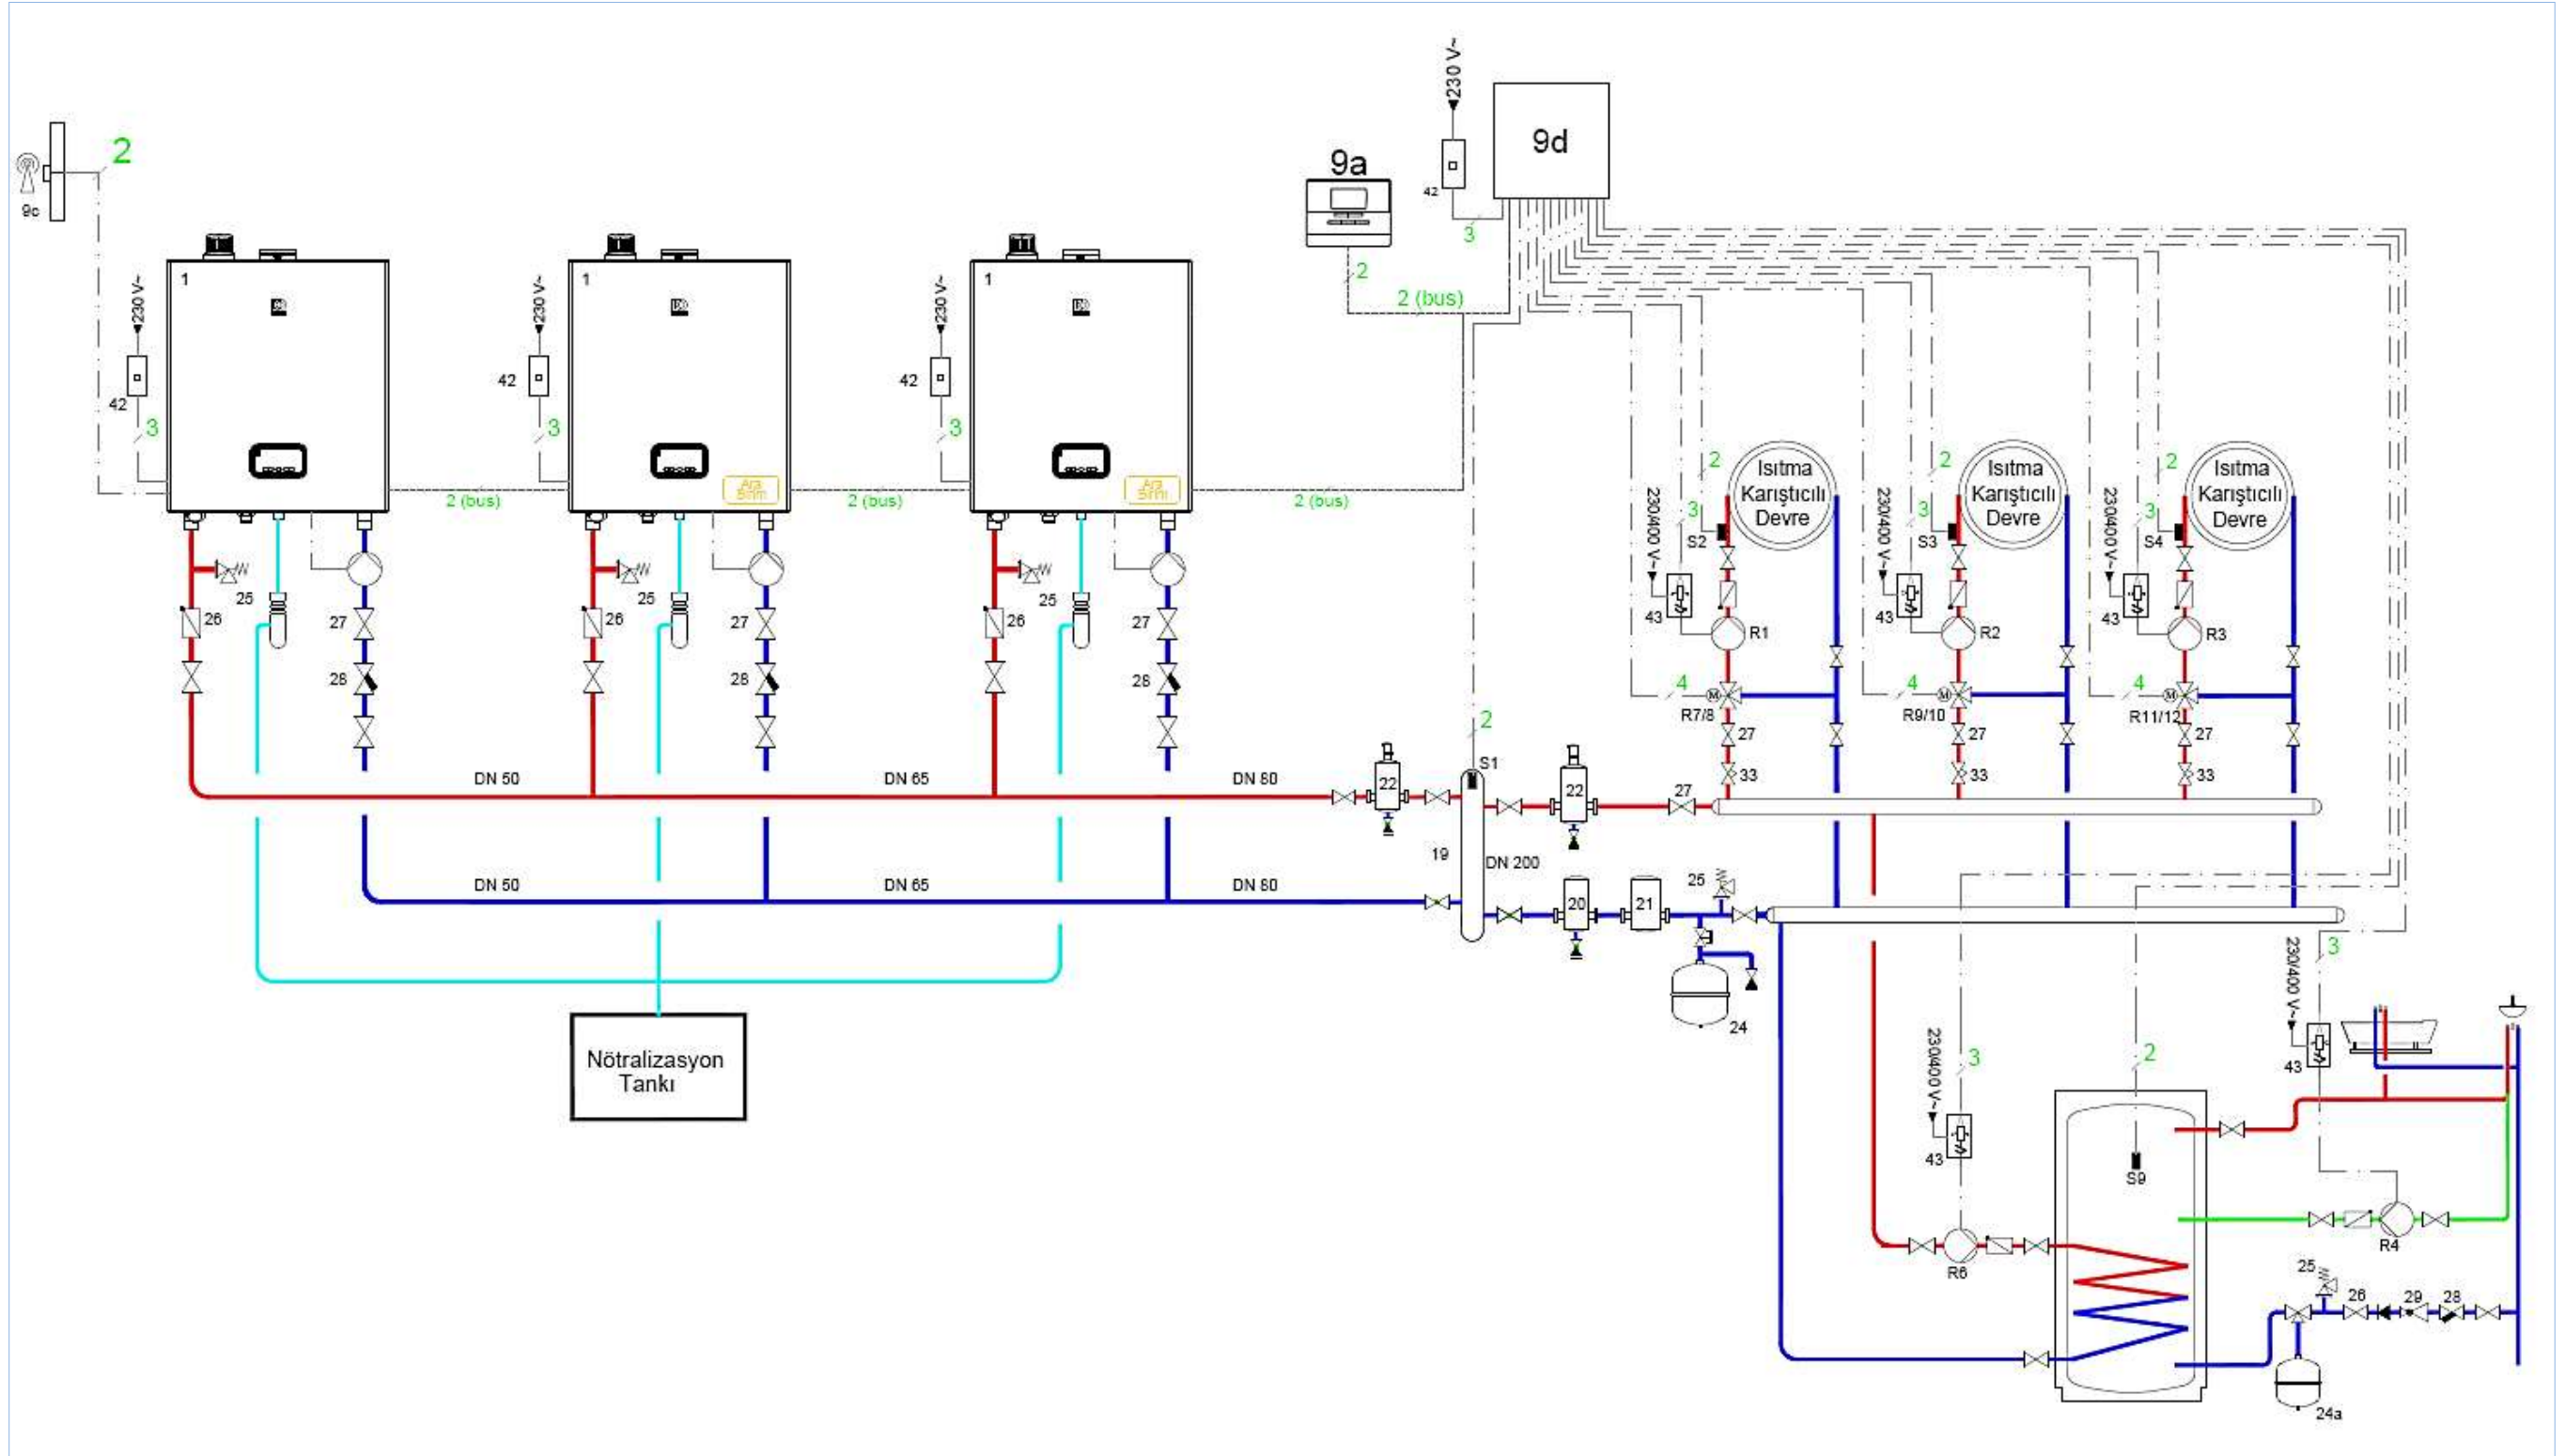 230 V~
9d
9a
42
3
2
9c
2
2 (bus)
1
1
1
230 V~
230 V~
230 V~
42
42
42
3
3
3
2
2
2
Isıtma
Karıştıcılı
Devre
Isıtma
Karıştıcılı
Devre
Isıtma
Karıştıcılı
Devre
2 (bus)
2 (bus)
2 (bus)
Ara
Birim
Ara
Birim
230/400 V~
3
230/400 V~
3
230/400 V~
3
S2
S3
S4
25
25
25
26
27
26
27
26
27
43
43
43
R1
R2
R3
28
28
28
4
M
4
M
4
M
R7/8
R9/10
R11/12
2
27
27
27
S1
33
33
33
DN 50
DN 65
DN 80
22
22
27
19
DN 200
DN 50
DN 65
DN 80
25
20
21
24
230/400 V~
3
43
Nötralizasyon
Tankı
230/400 V~
3
2
43
S9
R4
R6
25
26
29
28
24a